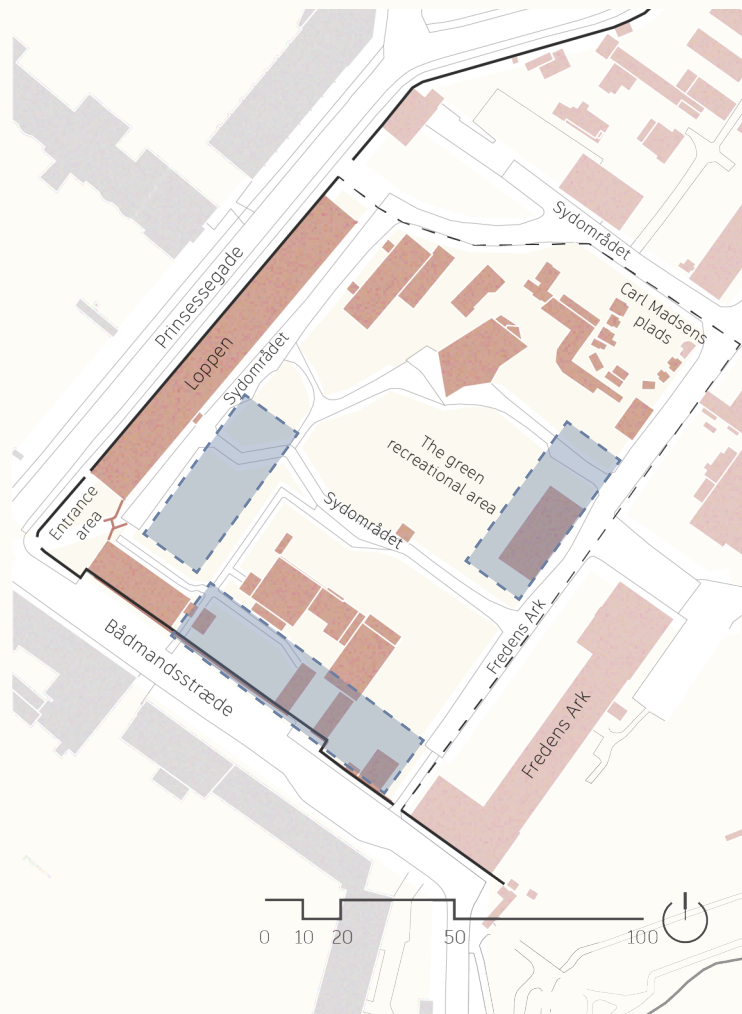 Sydområdet
Carl Madsens
plads
Prinsessegade
Loppen
Sydområdet
The green
recreational area
Entrance
area
Sydområdet
Bådmandsstræde
Fredens Ark
Fredens Ark
0 10 20 50 100